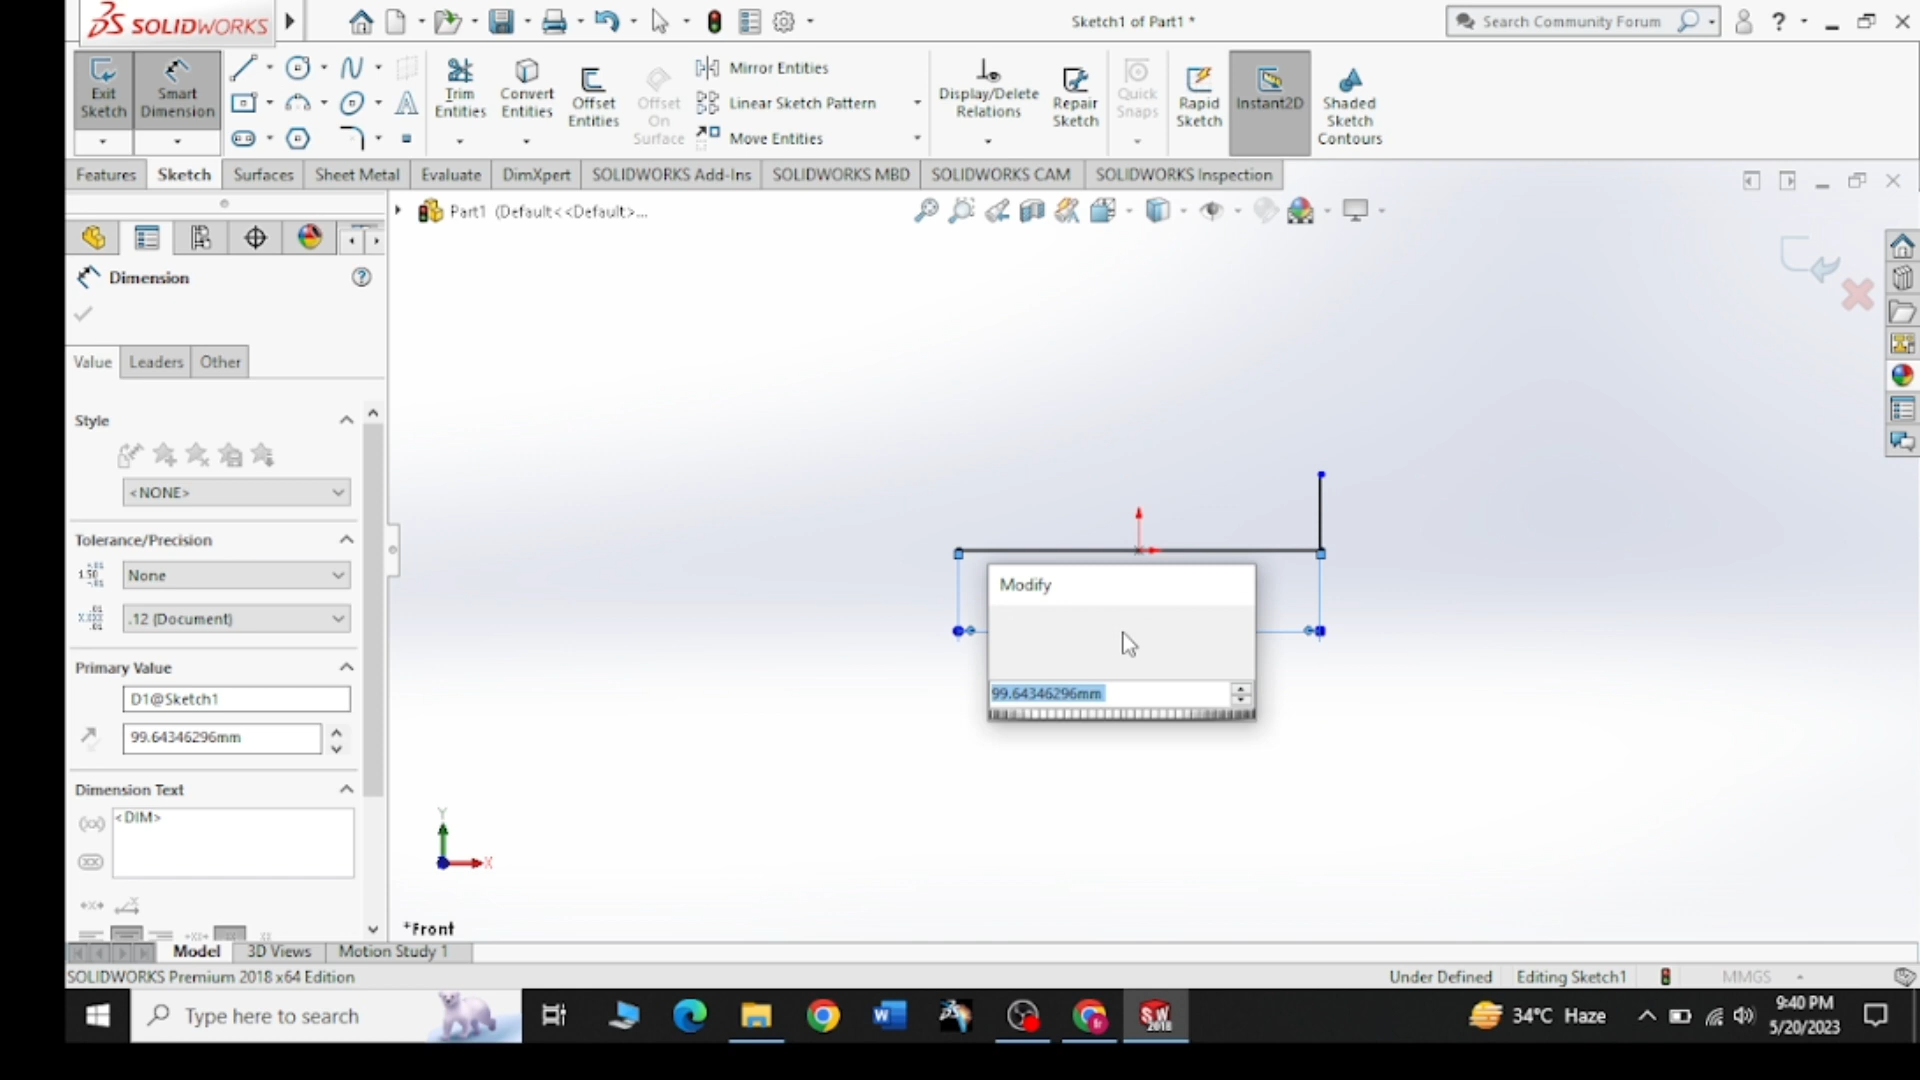 SOLIDWORKS
Sketch1 of Part1 *
Search Community Forum
Exit Sketch
Smart Dimension
Trim Entities
Convert Entities
Offset Entities
Offset On Surface
Mirror Entities
Linear Sketch Pattern
Move Entities
Display/Delete Relations
Repair Sketch
Quick Snaps
Rapid Sketch
Instant2D
Shaded Sketch Contours
Features Sketch Surfaces Sheet Metal Evaluate DimXpert SOLIDWORKS Add-Ins SOLIDWORKS MBD SOLIDWORKS CAM SOLIDWORKS Inspection
Part1 (Default<<Default>...
Dimension
Value Leaders Other
Style
<NONE>
Tolerance/Precision
None
.12 (Document)
Primary Value
D1@Sketch1
99.64346296mm
Dimension Text
<DIM>
Modify
99.64346296mm
Y
X
*Front
Model 3D Views Motion Study 1
SOLIDWORKS Premium 2018 x64 Edition
Under Defined Editing Sketch1 MMGS
Type here to search
34°C Haze
9:40 PM
5/20/2023